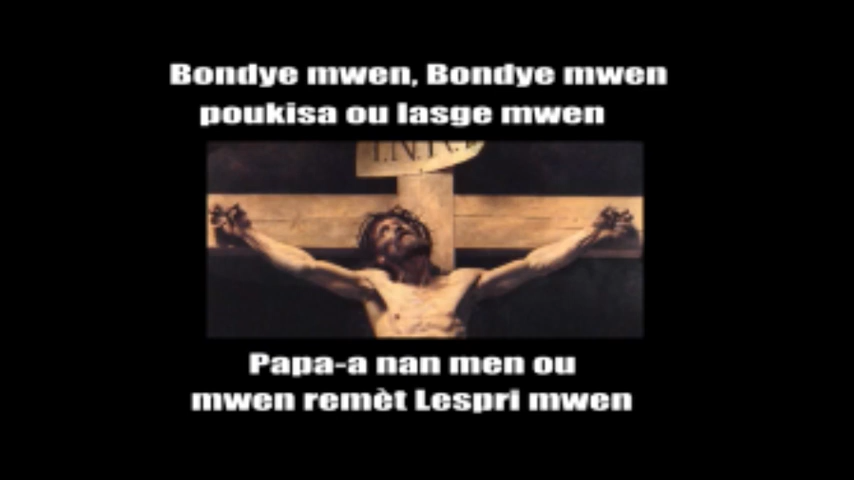 Bondye mwen, Bondye mwen
poukisa ou lasge mwen
I.N.R.I
Papa-a nan men ou
mwen remèt Lespri mwen